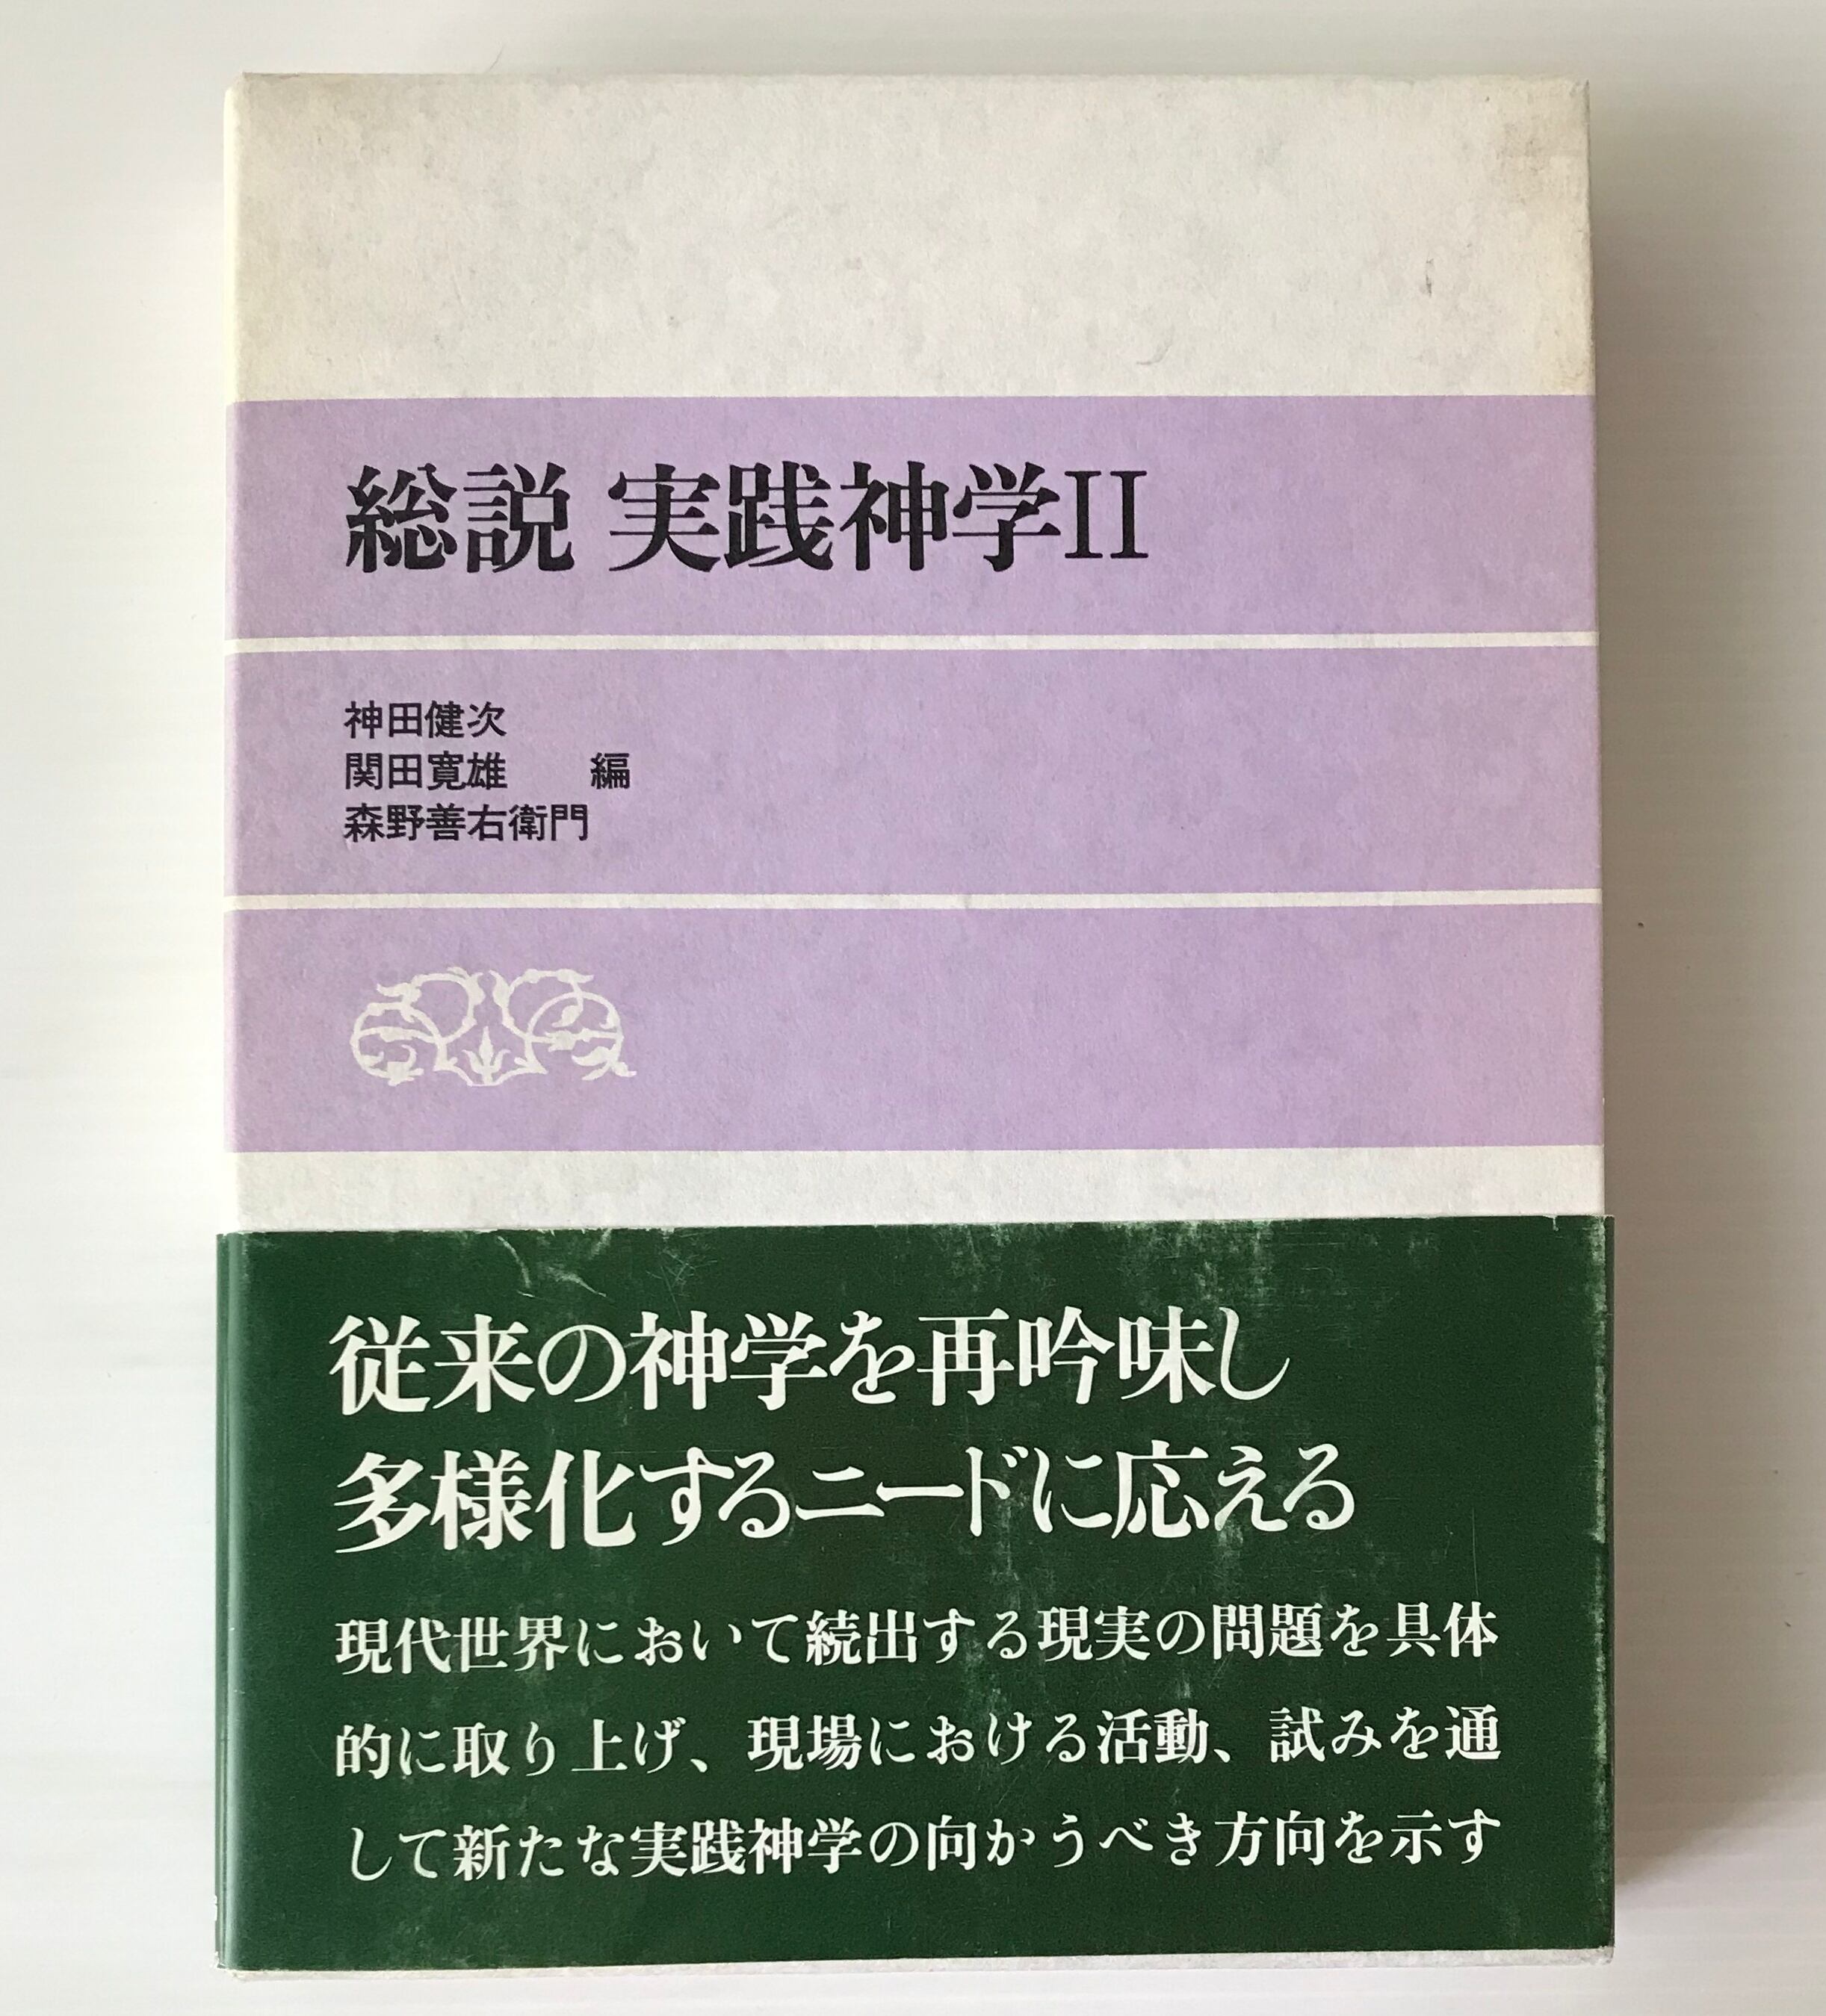 総説 実践神学II
神田健次
関田寛雄　編
森野善右衛門
従来の神学を再吟味し
多様化するニードに応える
現代世界において続出する現実の問題を具体
的に取り上げ、現場における活動、試みを通
して新たな実践神学の向かうべき方向を示す